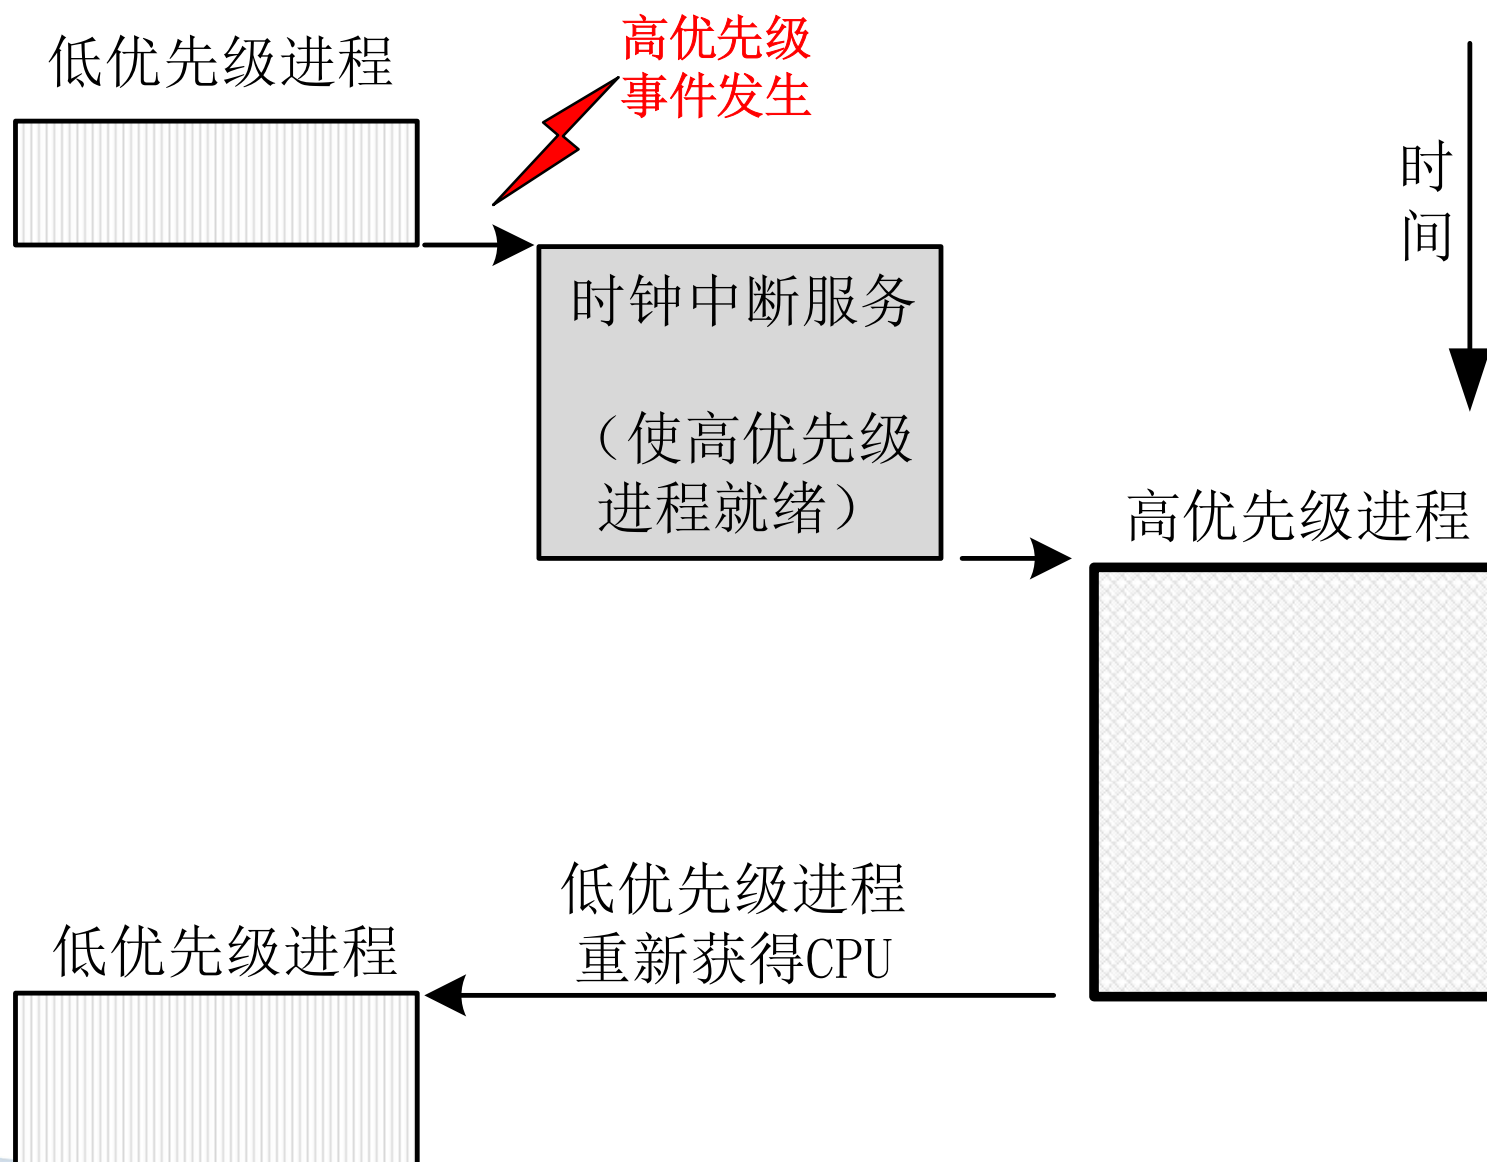 低优先级进程
高优先级
事件发生
时
间
时钟中断服务
（使高优先级
进程就绪）
高优先级进程
低优先级进程
重新获得CPU
低优先级进程